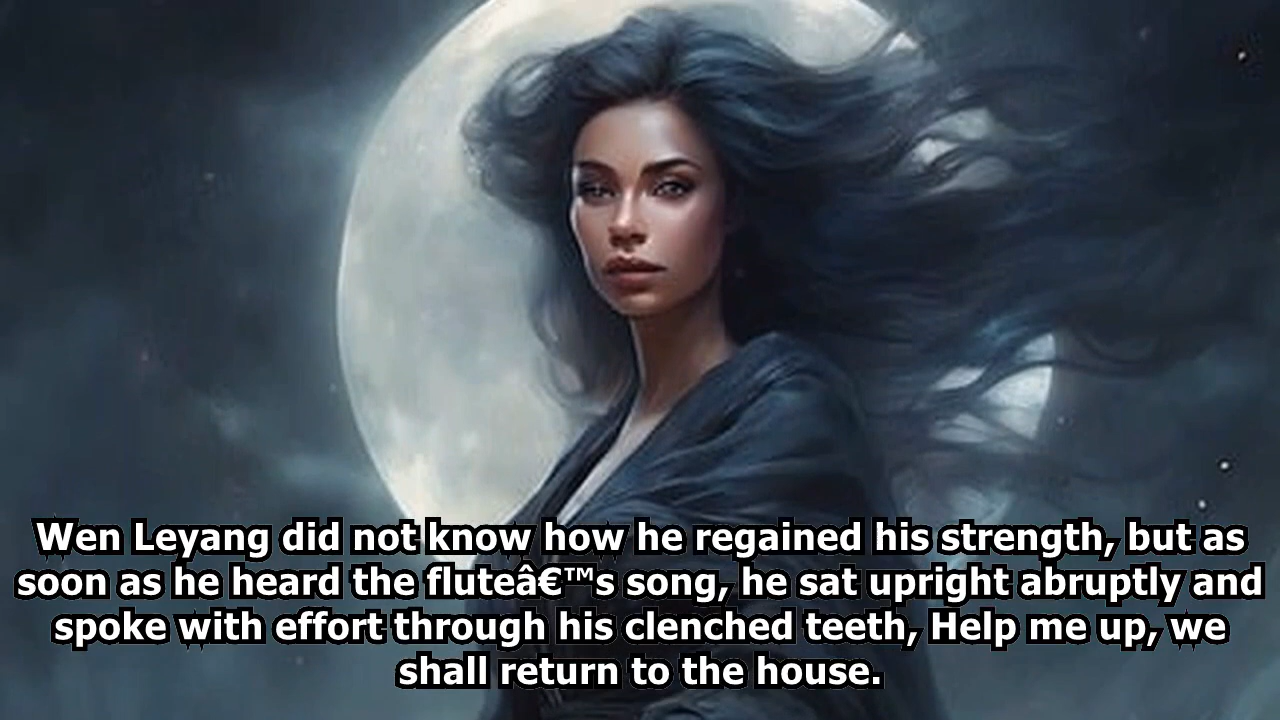 Wen Leyang did not know how he regained his strength, but as
soon as he heard the fluteâ€™s song, he sat upright abruptly and
spoke with effort through his clenched teeth, Help me up, we
shall return to the house.